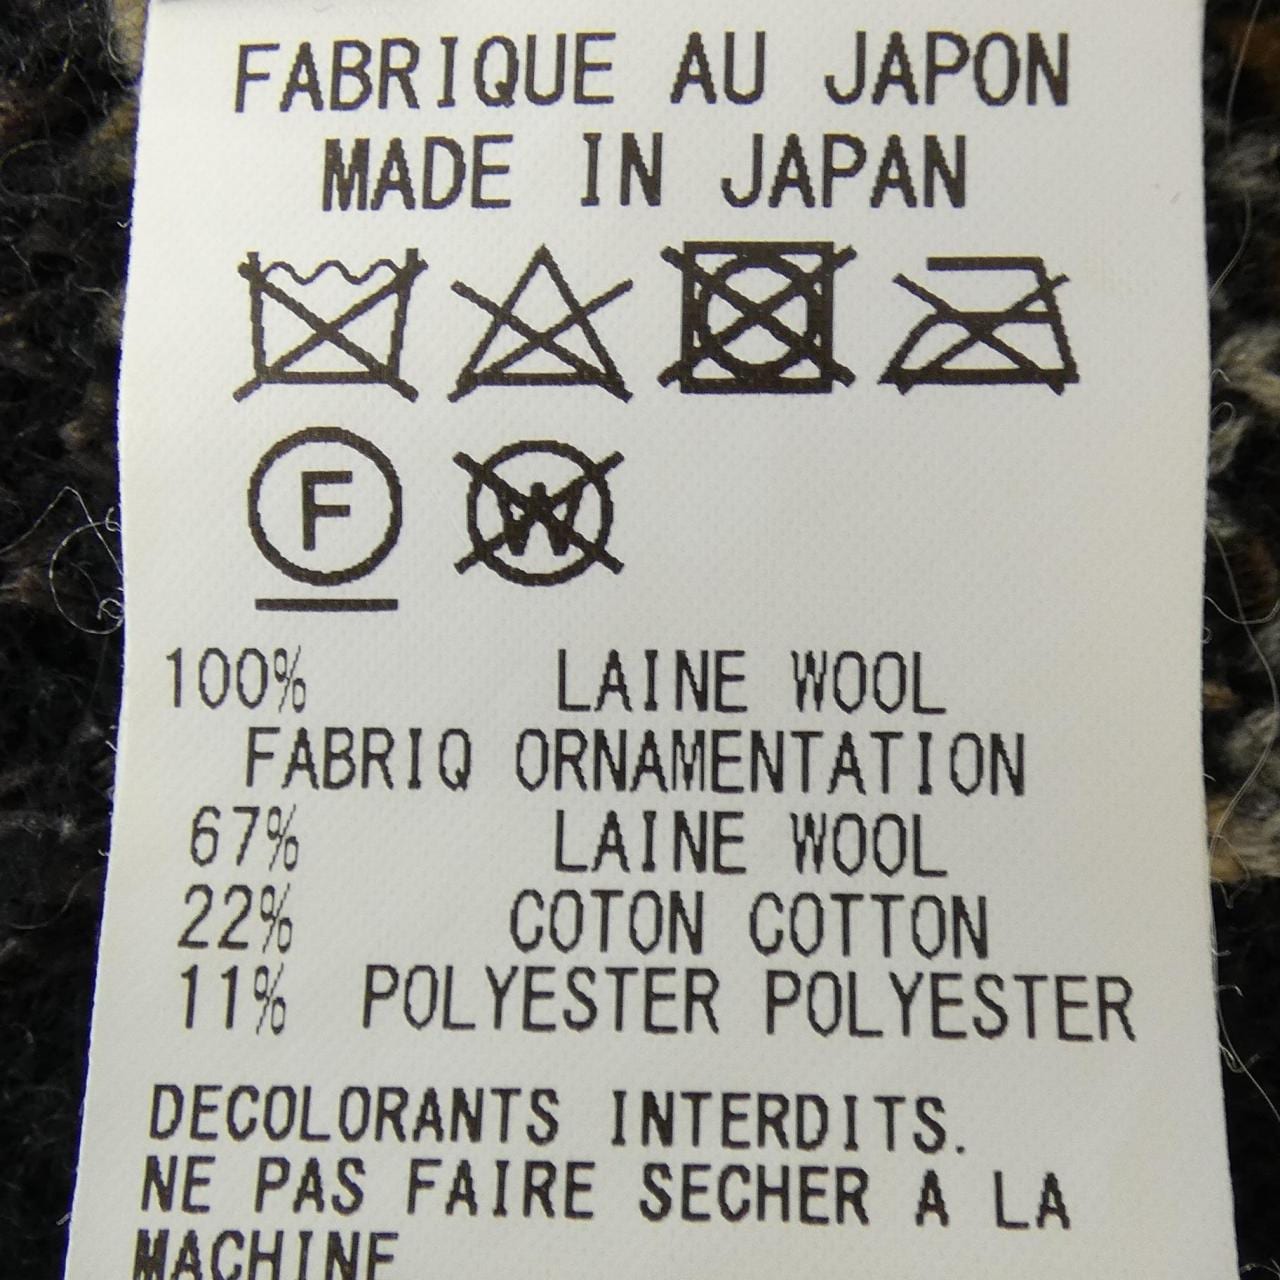 FABRIQUE AU JAPON
MADE IN JAPAN
F
W
100% LAINE WOOL
FABRIQ ORNAMENTATION
67% LAINE WOOL
22% COTON COTTON
11% POLYESTER POLYESTER
DECOLORANTS INTERDITS.
NE PAS FAIRE SECHER A LA
MACHINE